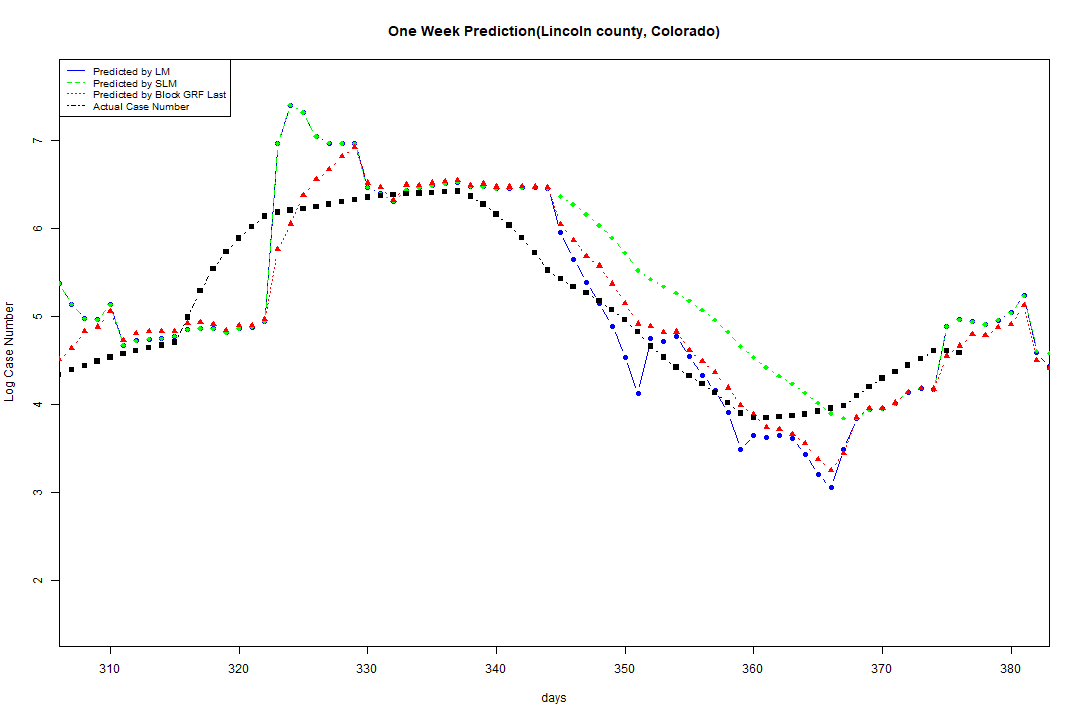 One Week Prediction(Lincoln county, Colorado)
Predicted by LM
Predicted by SLM
Predicted by Block GRF Last
Actual Case Number
Log Case Number
7
6
5
4
3
2
310 320 330 340 350 360 370 380
days